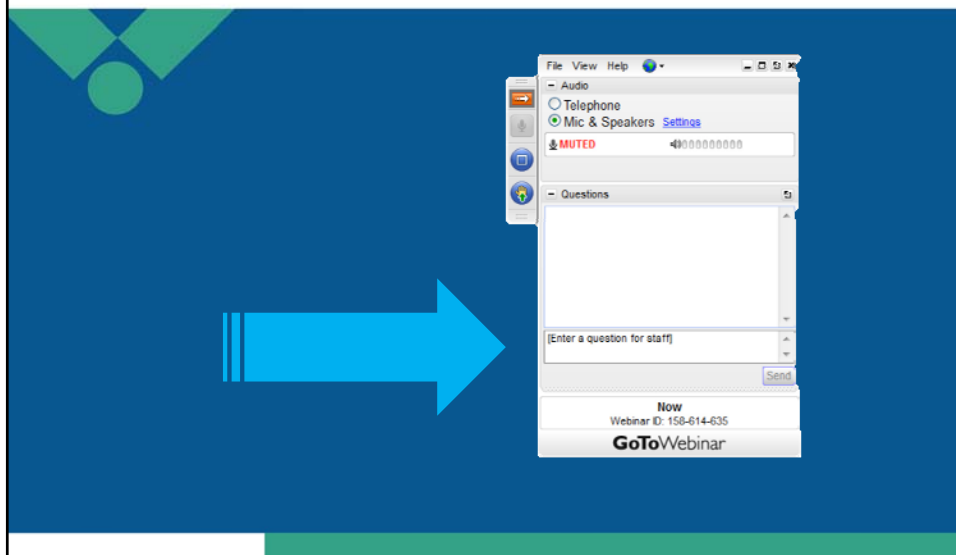 File View Help
Audio
Telephone
Mic & Speakers Settings
MUTED
Questions
[Enter a question for staff]
Send
Now
Webinar ID: 158-614-635
GoToWebinar